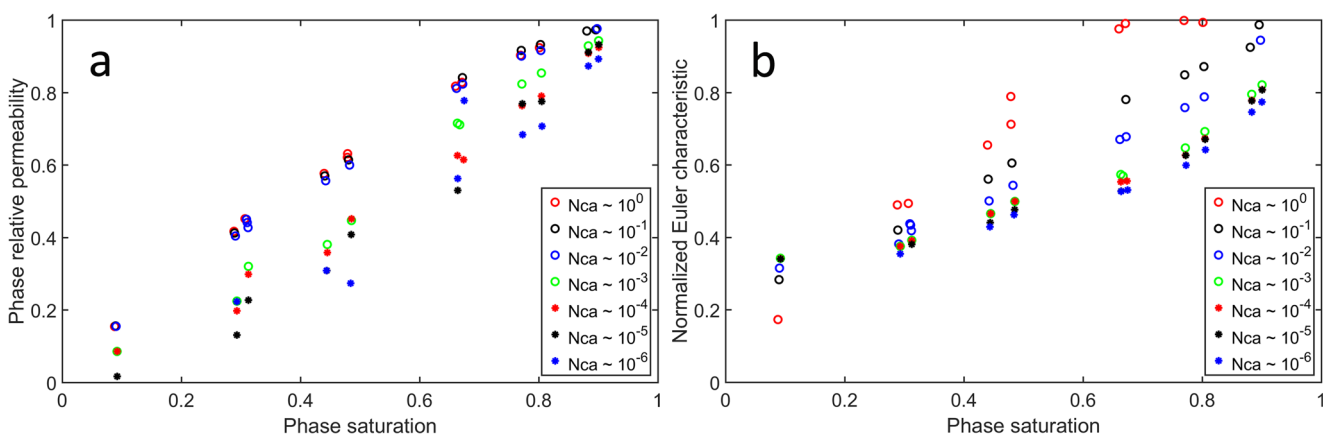 a
1
0.8
0.6
0.4
0.2
0
Phase relative permeability
0
0.2
0.4
0.6
0.8
1
Phase saturation
Nca ~ 10^0
Nca ~ 10^-1
Nca ~ 10^-2
Nca ~ 10^-3
Nca ~ 10^-4
Nca ~ 10^-5
Nca ~ 10^-6
b
1
0.8
0.6
0.4
0.2
0
Normalized Euler characteristic
0
0.2
0.4
0.6
0.8
1
Phase saturation
Nca ~ 10^0
Nca ~ 10^-1
Nca ~ 10^-2
Nca ~ 10^-3
Nca ~ 10^-4
Nca ~ 10^-5
Nca ~ 10^-6